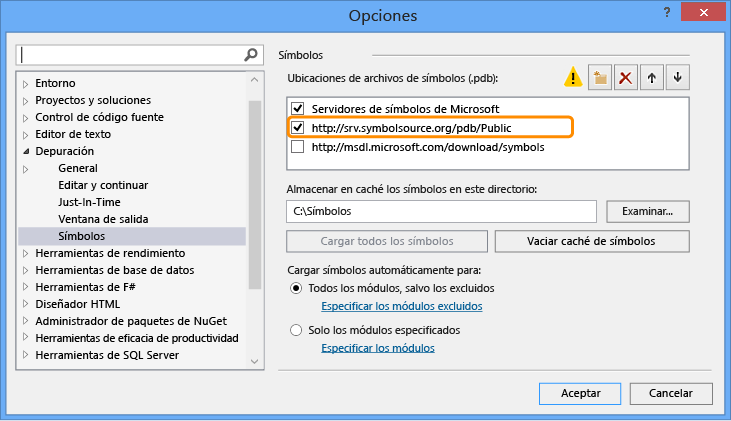 Opciones
Símbolos
Entorno
Proyectos y soluciones
Control de código fuente
Editor de texto
Depuración
General
Editar y continuar
Just-In-Time
Ventana de salida
Símbolos
Herramientas de rendimiento
Herramientas de base de datos
Herramientas de F#
Diseñador HTML
Administrador de paquetes de NuGet
Herramientas de eficacia de productividad
Herramientas de SQL Server
Ubicaciones de archivos de símbolos (.pdb):
Servidores de símbolos de Microsoft
http://srv.symbolsource.org/pdb/Public
http://msdl.microsoft.com/download/symbols
Almacenar en caché los símbolos en este directorio:
C:\Símbolos
Examinar...
Cargar todos los símbolos
Vaciar caché de símbolos
Cargar símbolos automáticamente para:
Todos los módulos, salvo los excluidos
Especificar los módulos excluidos
Solo los módulos especificados
Especificar los módulos
Aceptar
Cancelar